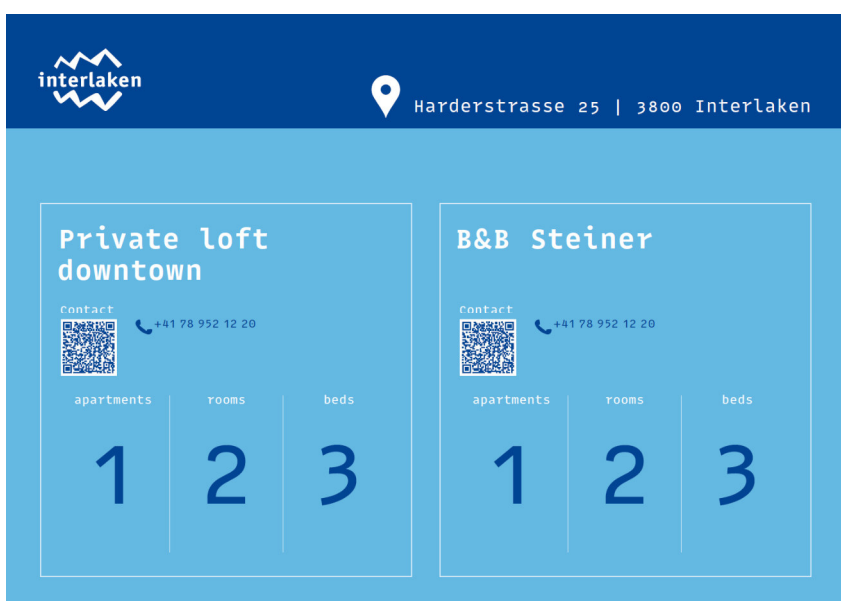 interlaken
Harderstrasse 25 | 3800 Interlaken
Private loft
downtown
Contact
+41 78 952 12 20
apartments rooms beds
1 2 3
B&B Steiner
Contact
+41 78 952 12 20
apartments rooms beds
1 2 3